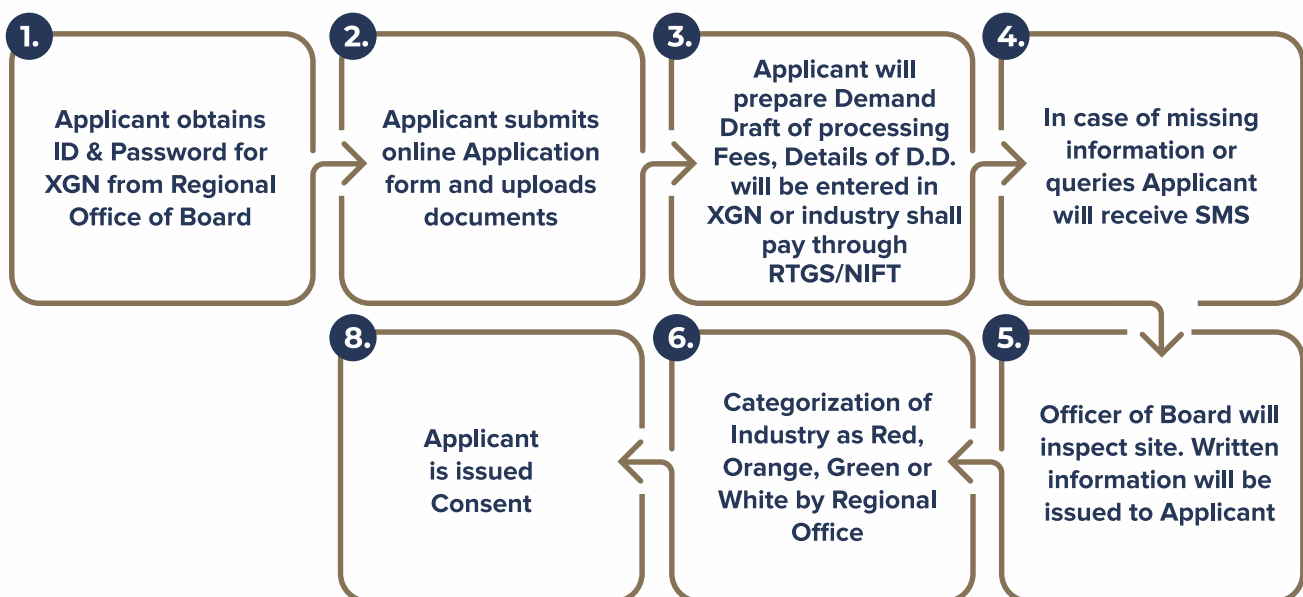 1.
Applicant obtains
ID & Password for
XGN from Regional
Office of Board
2.
Applicant submits
online Application
form and uploads
documents
3.
Applicant will
prepare Demand
Draft of processing
Fees, Details of D.D.
will be entered in
XGN or industry shall
pay through
RTGS/NIFT
4.
In case of missing
information or
queries Applicant
will receive SMS
5.
Officer of Board will
inspect site. Written
information will be
issued to Applicant
6.
Categorization of
Industry as Red,
Orange, Green or
White by Regional
Office
8.
Applicant
is issued
Consent